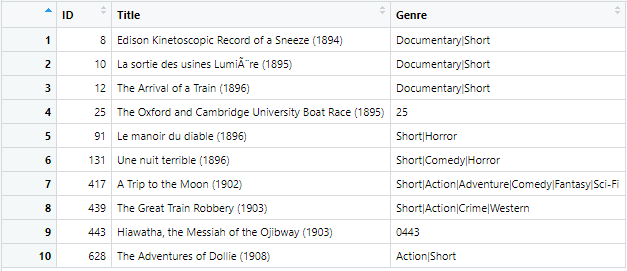 ID Title Genre
1 8 Edison Kinetoscopic Record of a Sneeze (1894) Documentary|Short
2 10 La sortie des usines LumiÃ¨re (1895) Documentary|Short
3 12 The Arrival of a Train (1896) Documentary|Short
4 25 The Oxford and Cambridge University Boat Race (1895) 25
5 91 Le manoir du diable (1896) Short|Horror
6 131 Une nuit terrible (1896) Short|Comedy|Horror
7 417 A Trip to the Moon (1902) Short|Action|Adventure|Comedy|Fantasy|Sci-Fi
8 439 The Great Train Robbery (1903) Short|Action|Crime|Western
9 443 Hiawatha, the Messiah of the Ojibway (1903) 0443
10 628 The Adventures of Dollie (1908) Action|Short